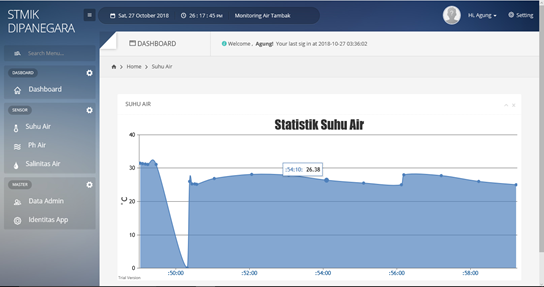 STMIK
DIPANEGARA
Sat, 27 October 2018
26 : 17 : 45 PM
Monitoring Air Tambak
Hi, Agung
Setting
Search Menu...
DASBOARD
Dashboard
SENSOR
Suhu Air
Ph Air
Salinitas Air
MASTER
Data Admin
Identitas App
DASHBOARD
Welcome , Agung! Your last sig in at 2018-10-27 03:36:02
Home > Suhu Air
SUHU AIR
Statistik Suhu Air
40
30
20
10
0
°C
:54:10: 26.38
:50:00
:52:00
:54:00
:56:00
:58:00
Trial Version